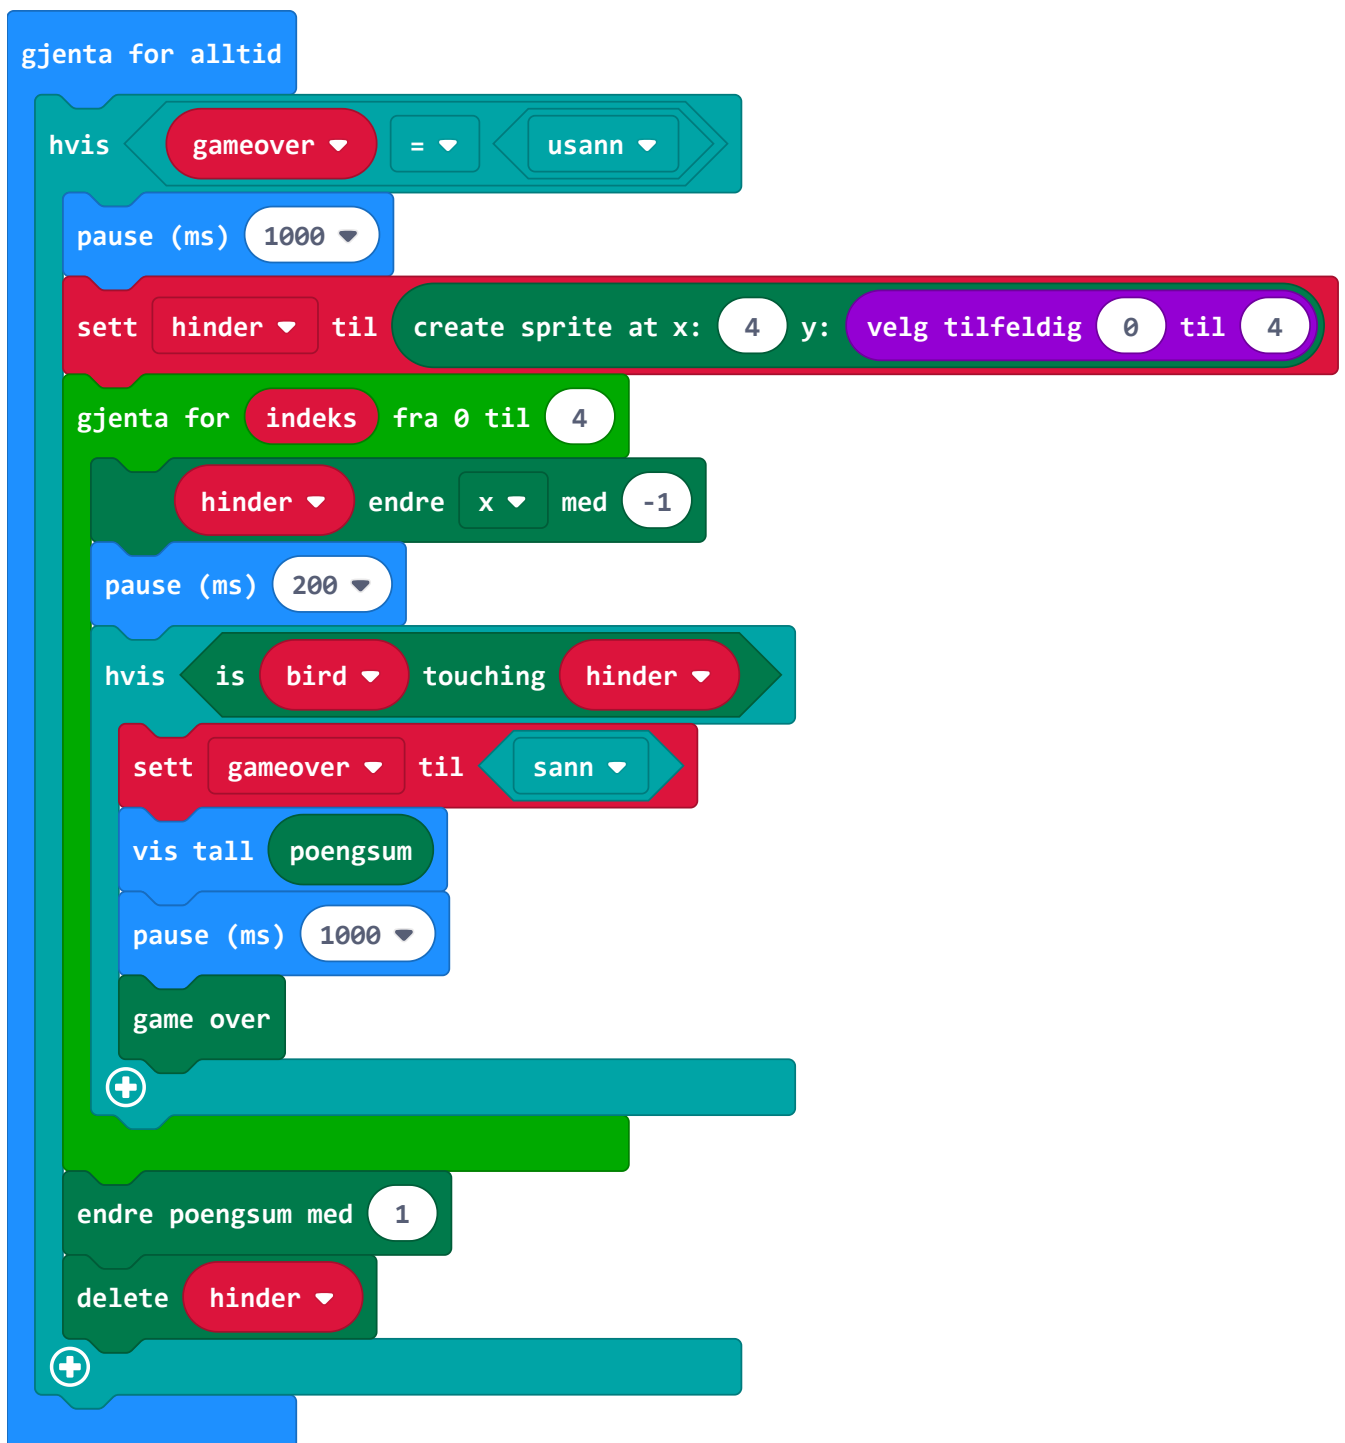 gjenta for alltid
hvis gameover = usann
pause (ms) 1000
sett hinder til create sprite at x: 4 y: velg tilfeldig 0 til 4
gjenta for indeks fra 0 til 4
hinder endre x med -1
pause (ms) 200
hvis is bird touching hinder
sett gameover til sann
vis tall poengsum
pause (ms) 1000
game over
endre poengsum med 1
delete hinder